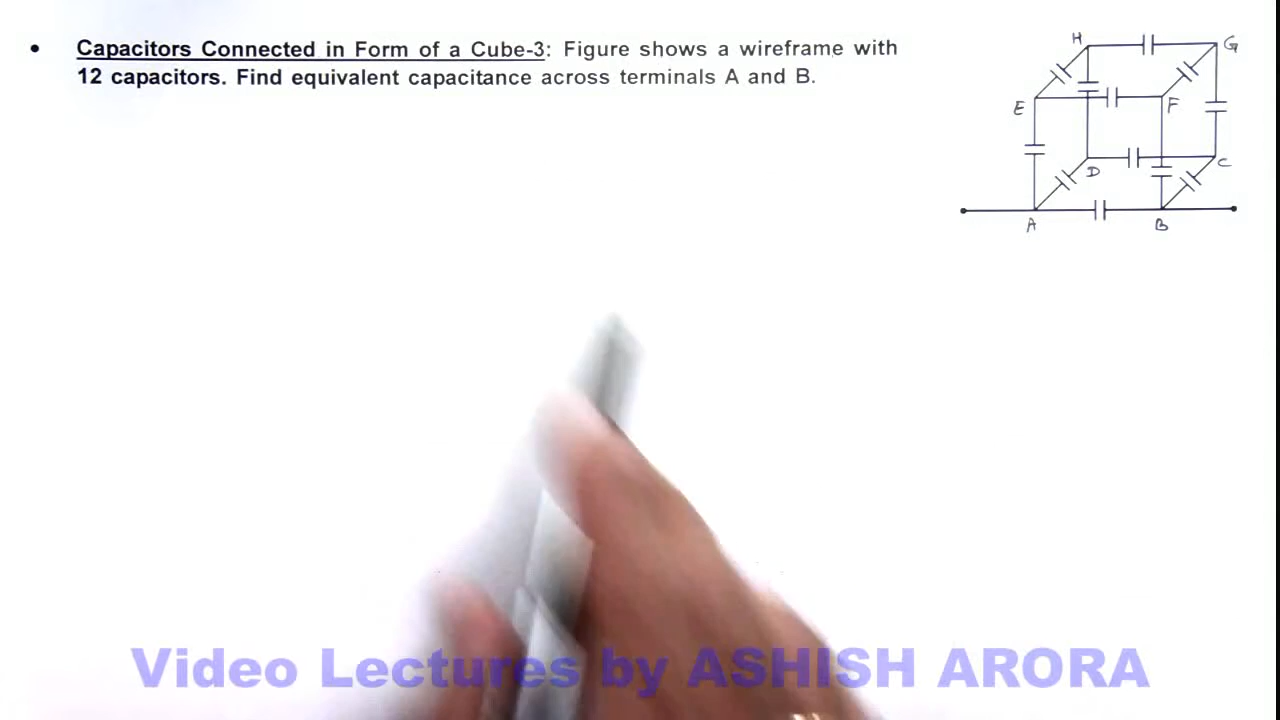 • Capacitors Connected in Form of a Cube-3: Figure shows a wireframe with
12 capacitors. Find equivalent capacitance across terminals A and B.
H
G
E
F
D
C
A
B
Video Lectures by ASHISH ARORA